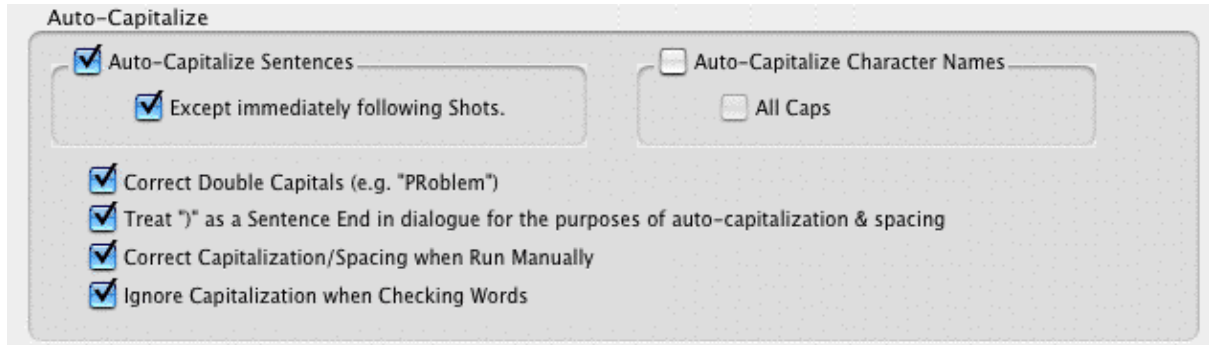 Auto-Capitalize
Auto-Capitalize Sentences
Except immediately following Shots.
Auto-Capitalize Character Names
All Caps
Correct Double Capitals (e.g. "PRoblem")
Treat ")" as a Sentence End in dialogue for the purposes of auto-capitalization & spacing
Correct Capitalization/Spacing when Run Manually
Ignore Capitalization when Checking Words